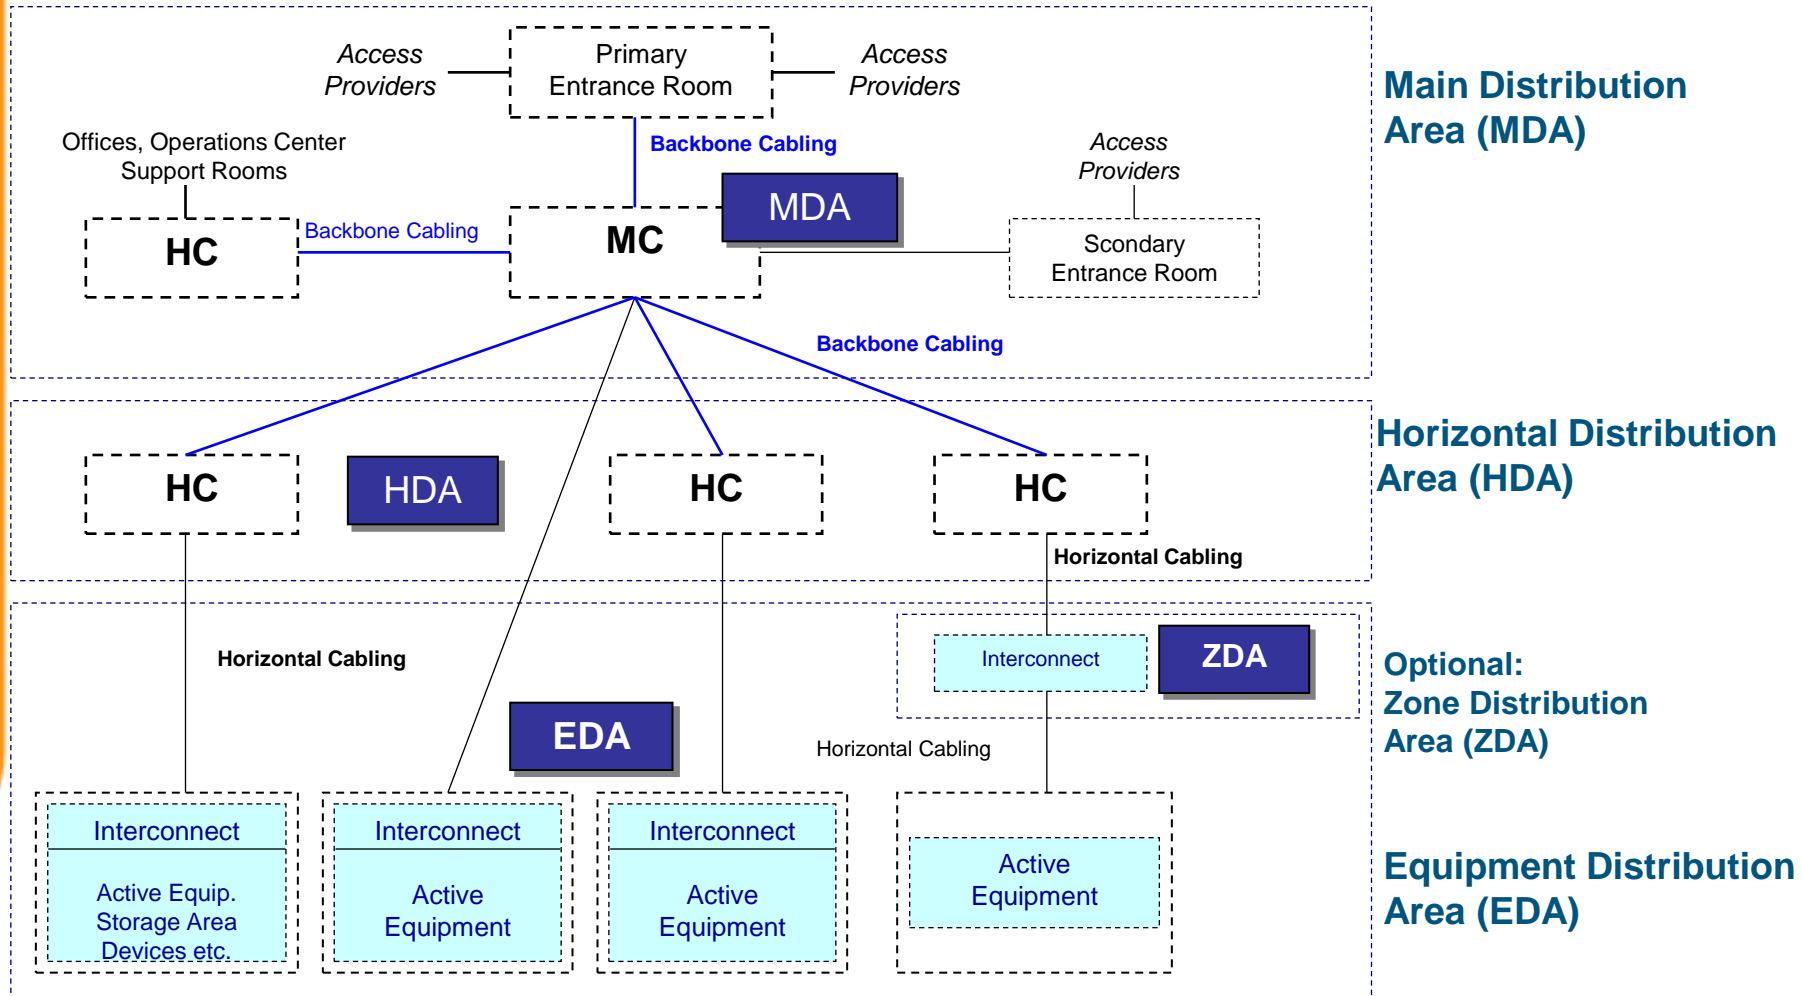 Access
Providers
Primary
Entrance Room
Access
Providers
Main Distribution
Area (MDA)
Offices, Operations Center
Support Rooms
Backbone Cabling
Access
Providers
MDA
HC
Backbone Cabling
MC
Scondary
Entrance Room
Backbone Cabling
Horizontal Distribution
Area (HDA)
HC
HDA
HC
HC
Horizontal Cabling
Horizontal Cabling
Interconnect
ZDA
Optional:
Zone Distribution
Area (ZDA)
EDA
Horizontal Cabling
Interconnect
Active Equip.
Storage Area
Devices etc.
Interconnect
Active
Equipment
Interconnect
Active
Equipment
Active
Equipment
Equipment Distribution
Area (EDA)